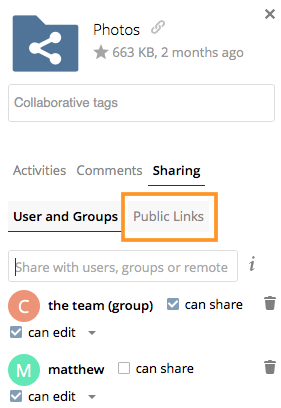 Photos
663 KB, 2 months ago
Collaborative tags
Activities Comments Sharing
User and Groups Public Links
Share with users, groups or remote
i
C the team (group) can share
can edit
M matthew can share
can edit